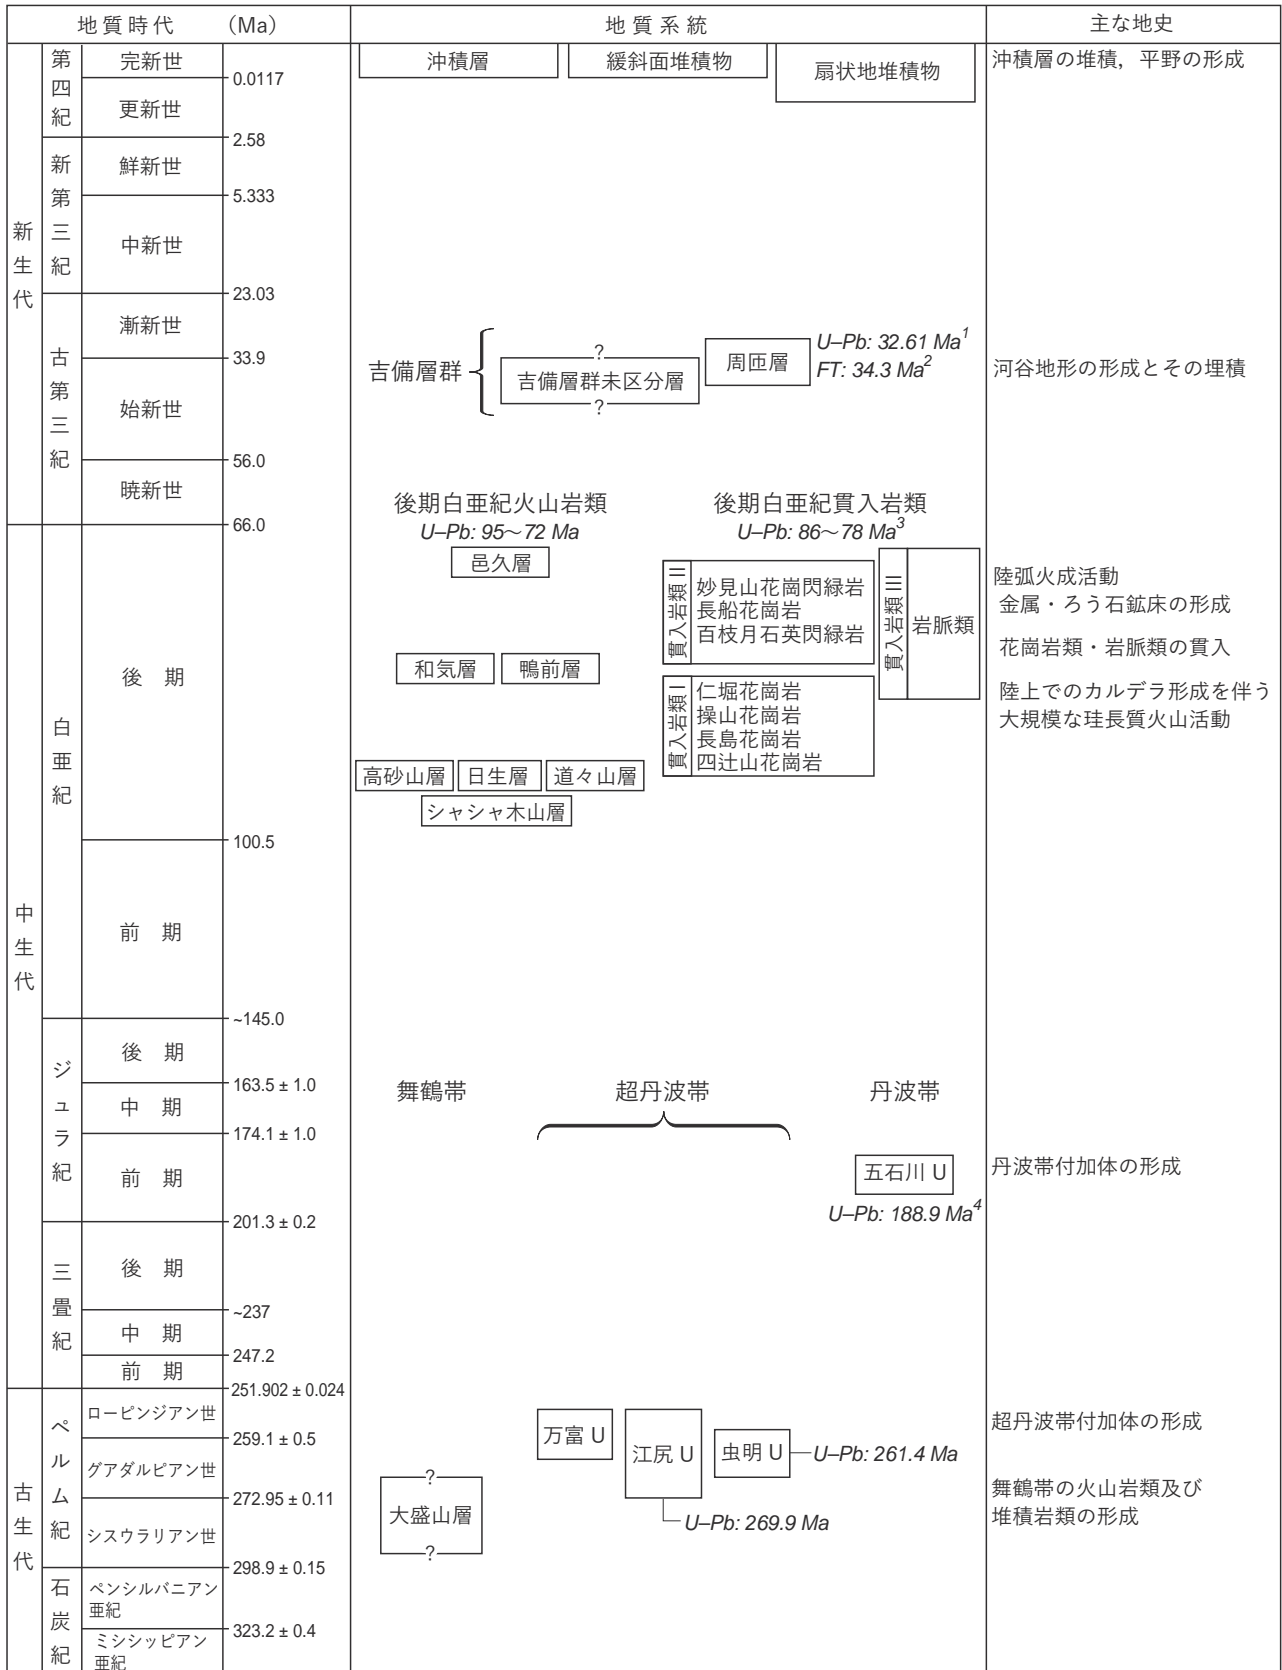 地質時代 (Ma) 地質系統 主な地史
新生代
第四紀
完新世
0.0117
更新世
2.58
新第三紀
鮮新世
5.333
中新世
23.03
古第三紀
漸新世
33.9
始新世
56.0
暁新世
66.0
中生代
白亜紀
後 期
100.5
前 期
~145.0
ジュラ紀
後 期
163.5 ± 1.0
中 期
174.1 ± 1.0
前 期
201.3 ± 0.2
三畳紀
後 期
~237
中 期
247.2
前 期
251.902 ± 0.024
古生代
ペルム紀
ローピンジアン世
259.1 ± 0.5
グアダルピアン世
272.95 ± 0.11
シスウラリアン世
298.9 ± 0.15
石炭紀
ペンシルバニアン
亜紀
323.2 ± 0.4
ミシシッピアン
亜紀
沖積層 緩斜面堆積物 扇状地堆積物
吉備層群
?
吉備層群未区分層
?
周匝層
U–Pb: 32.61 Ma1
FT: 34.3 Ma2
後期白亜紀火山岩類
U–Pb: 95～72 Ma
邑久層
和気層 鴨前層
高砂山層 日生層 道々山層
シャシャ木山層
後期白亜紀貫入岩類
U–Pb: 86～78 Ma3
貫入岩類 II
妙見山花崗閃緑岩
長船花崗岩
百枝月石英閃緑岩
貫入岩類 I
仁堀花崗岩
操山花崗岩
長島花崗岩
四辻山花崗岩
貫入岩類 III
岩脈類
舞鶴帯 超丹波帯 丹波帯
五石川 U
U–Pb: 188.9 Ma4
万富 U
江尻 U
虫明 U
U–Pb: 261.4 Ma
U–Pb: 269.9 Ma
?
大盛山層
?
沖積層の堆積，平野の形成
河谷地形の形成とその埋積
陸弧火成活動
金属・ろう石鉱床の形成
花崗岩類・岩脈類の貫入
陸上でのカルデラ形成を伴う
大規模な珪長質火山活動
丹波帯付加体の形成
超丹波帯付加体の形成
舞鶴帯の火山岩類及び
堆積岩類の形成